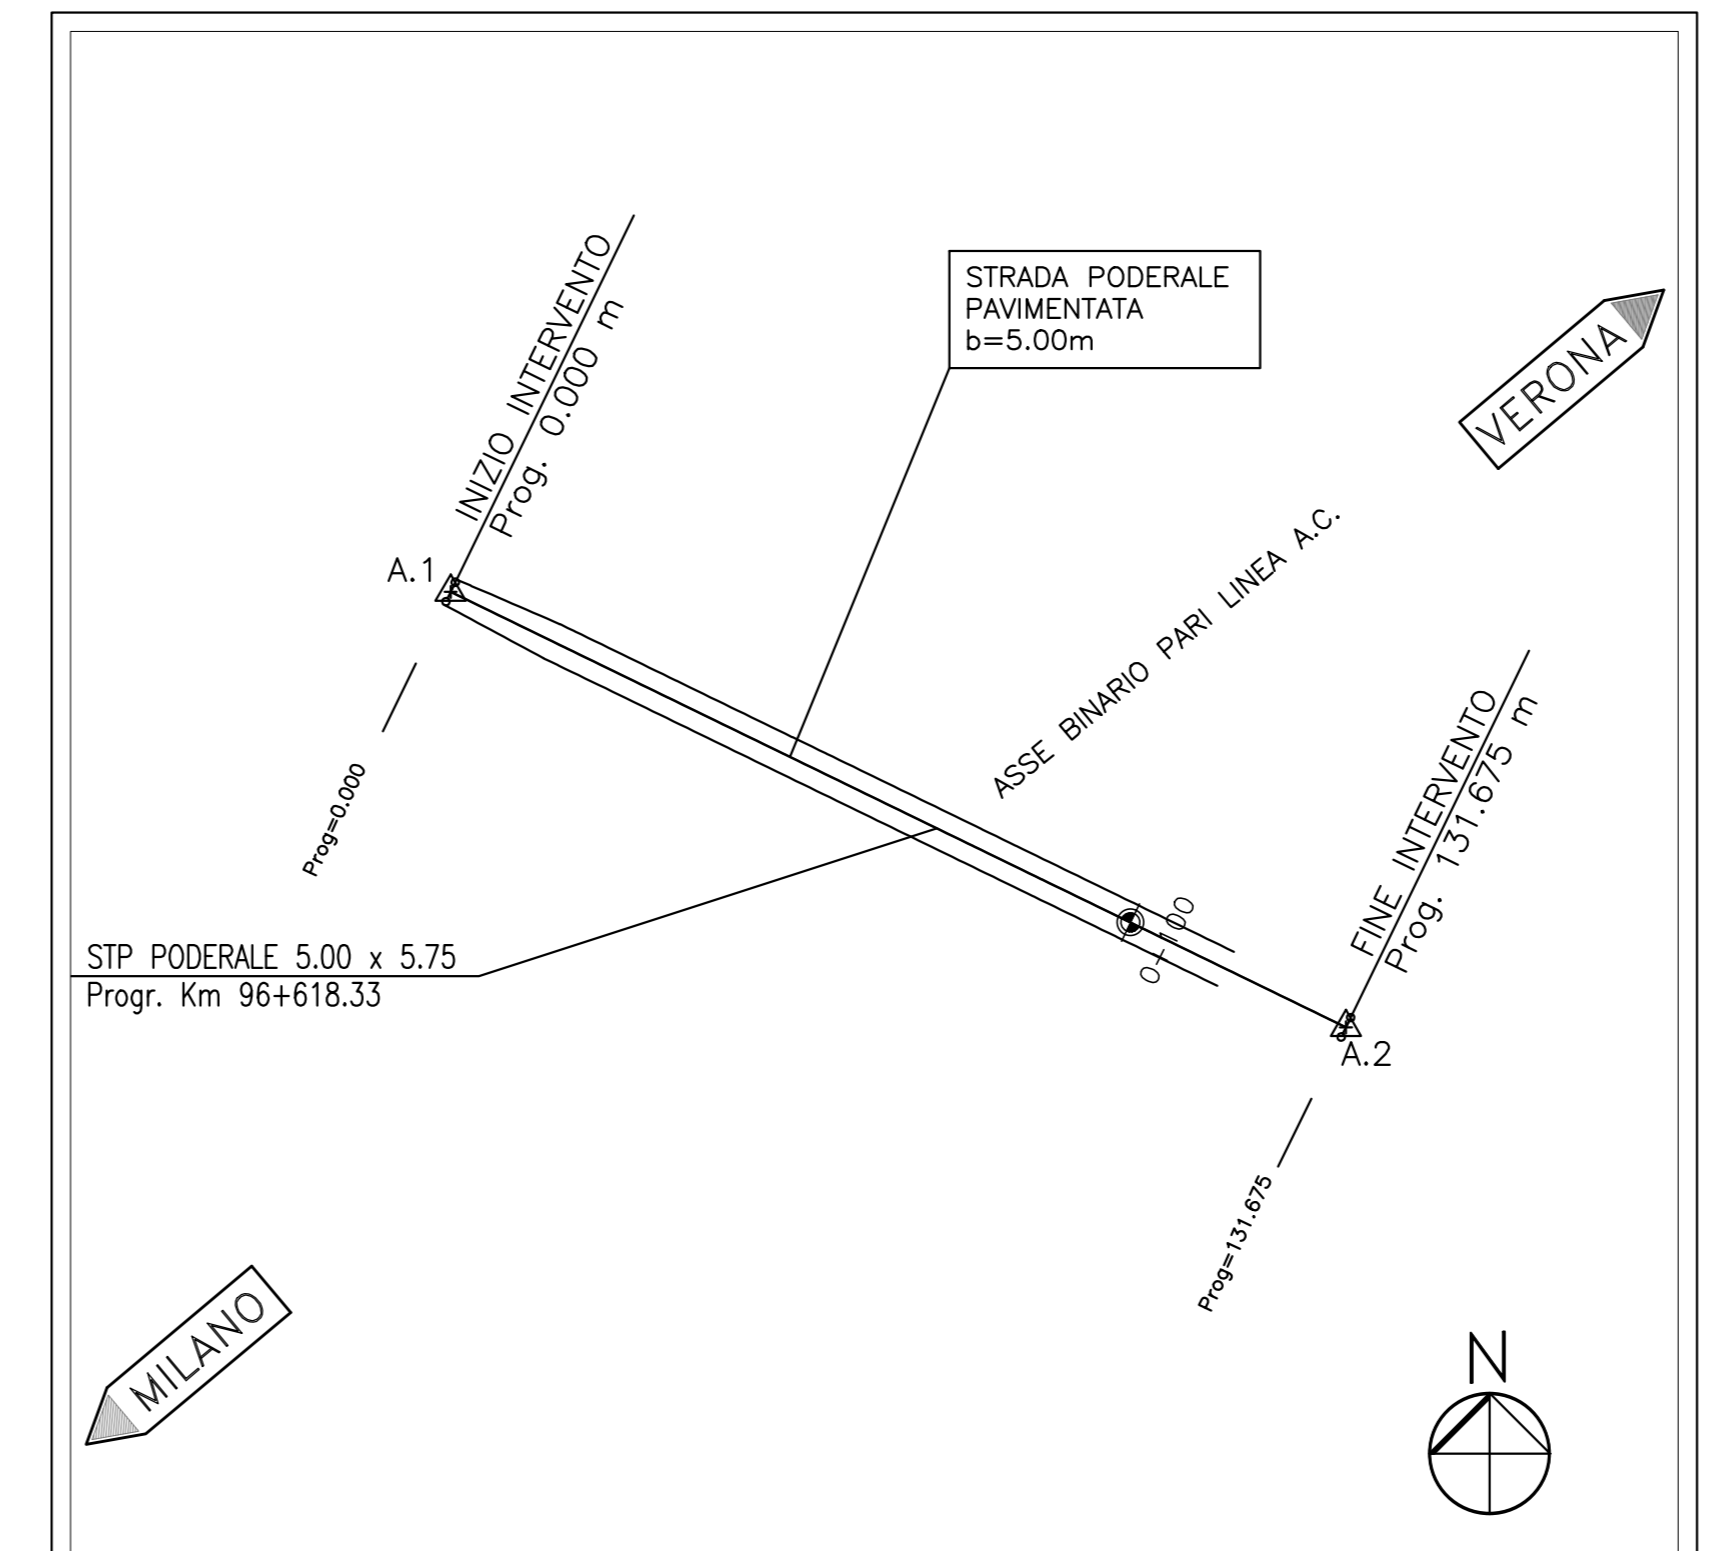 INIZIO INTERVENTO
Prog. 0.000 m
STRADA PODERALE
PAVIMENTATA
b=5.00m
VERONA
A.1
ASSE BINARIO PARI LINEA A.C.
Prog=0.000
FINE INTERVENTO
Prog. 131.675 m
STP PODERALE 5.00 x 5.75
Progr. Km 96+618.33
0+100
A.2
Prog=131.675
MILANO
N